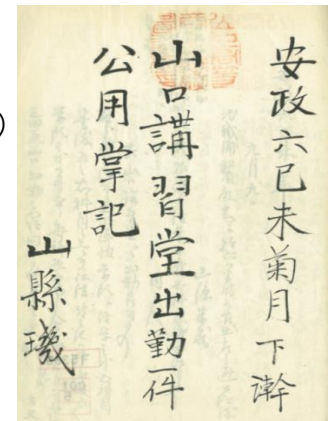 安政六己未菊月下澣
山口講習堂出勤一件
公用掌記
山縣璣